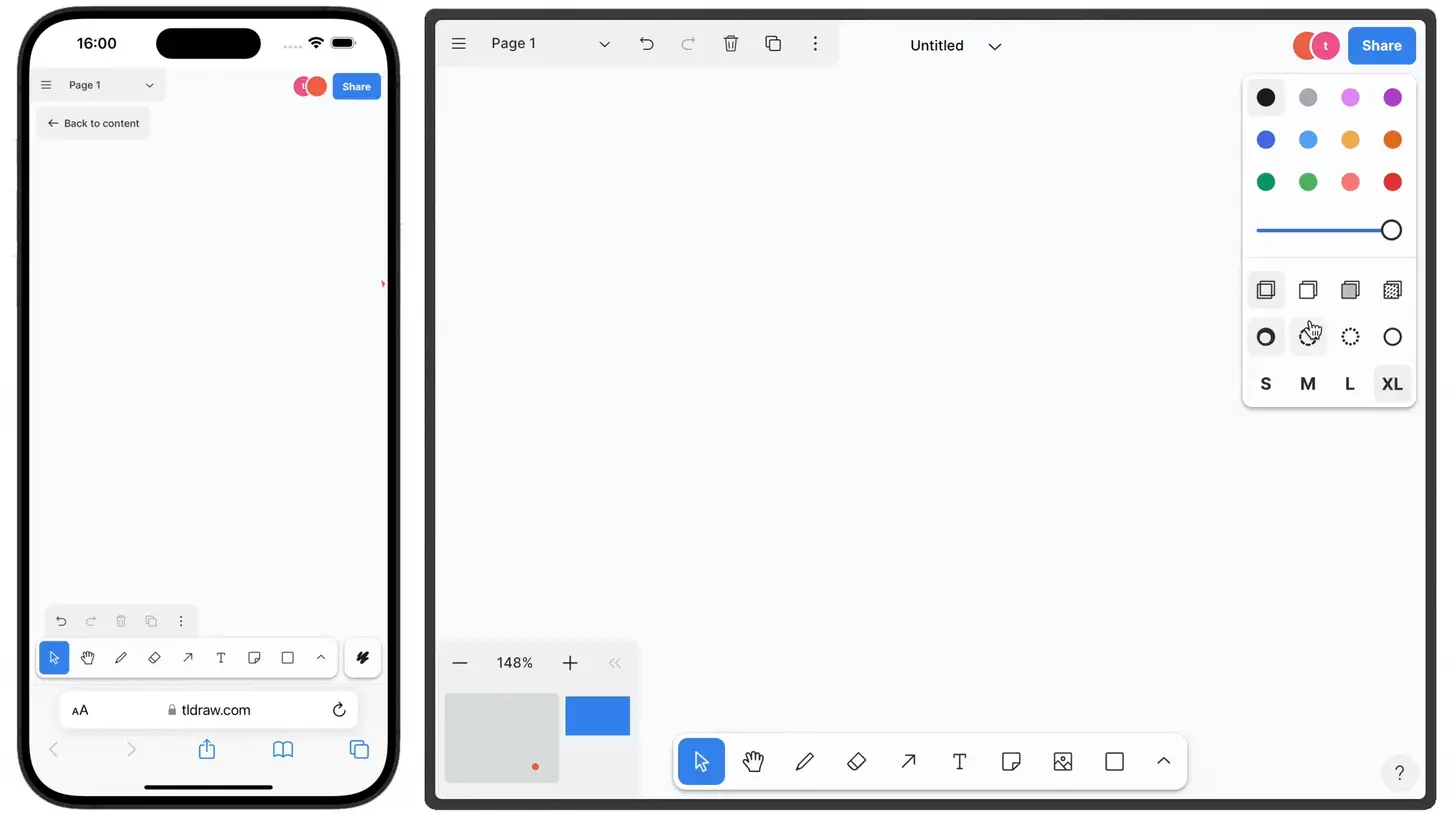 16:00
Page 1
t
Share
Back to content
AA
tldraw.com
Page 1
Untitled
t
Share
S M L XL
148%
T
?